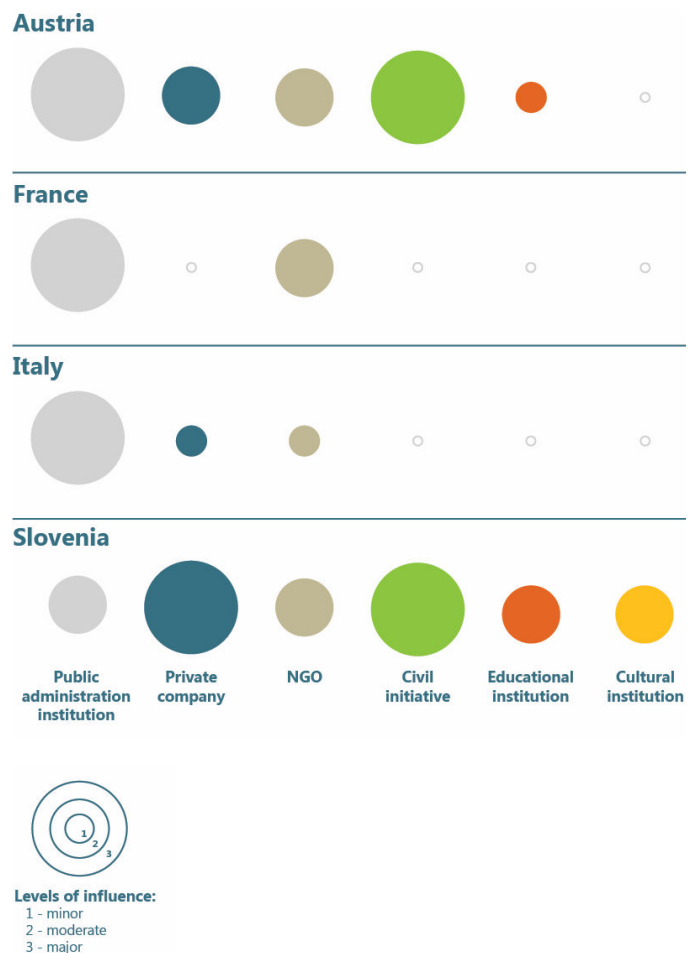 Austria
France
Italy
Slovenia
Public
administration
institution
Private
company
NGO
Civil
initiative
Educational
institution
Cultural
institution
1
2
3
Levels of influence:
1 - minor
2 - moderate
3 - major